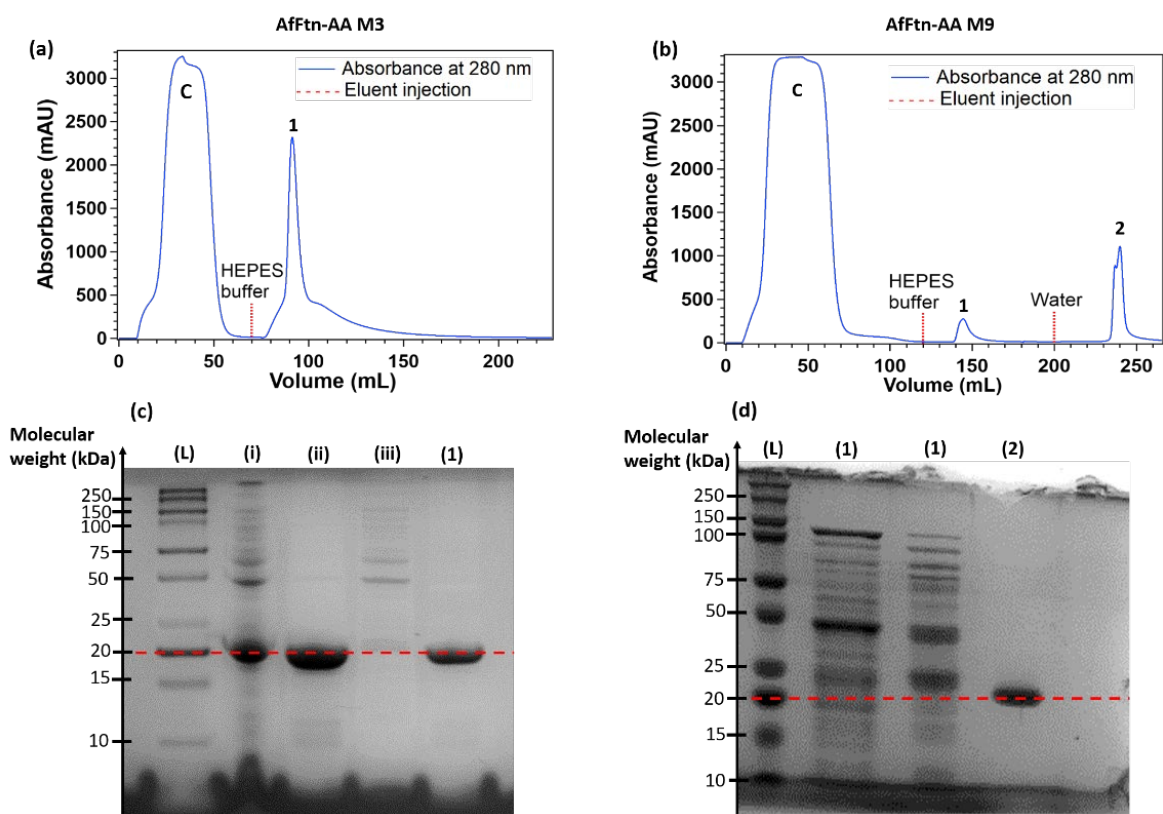 AfFtn-AA M3
AfFtn-AA M9
(a)
Absorbance at 280 nm
Eluent injection
C
1
HEPES
buffer
3000
2500
2000
1500
1000
500
0
Absorbance (mAU)
0 50 100 150 200
Volume (mL)
(b)
Absorbance at 280 nm
Eluent injection
C
HEPES
buffer
1
Water
2
3000
2500
2000
1500
1000
500
0
Absorbance (mAU)
0 50 100 150 200 250
Volume (mL)
(c)
Molecular
weight (kDa)
(L) (i) (ii) (iii) (1)
250
150
100
75
50
25
20
15
10
(d)
Molecular
weight (kDa)
(L) (1) (1) (2)
250
150
100
75
50
25
20
15
10